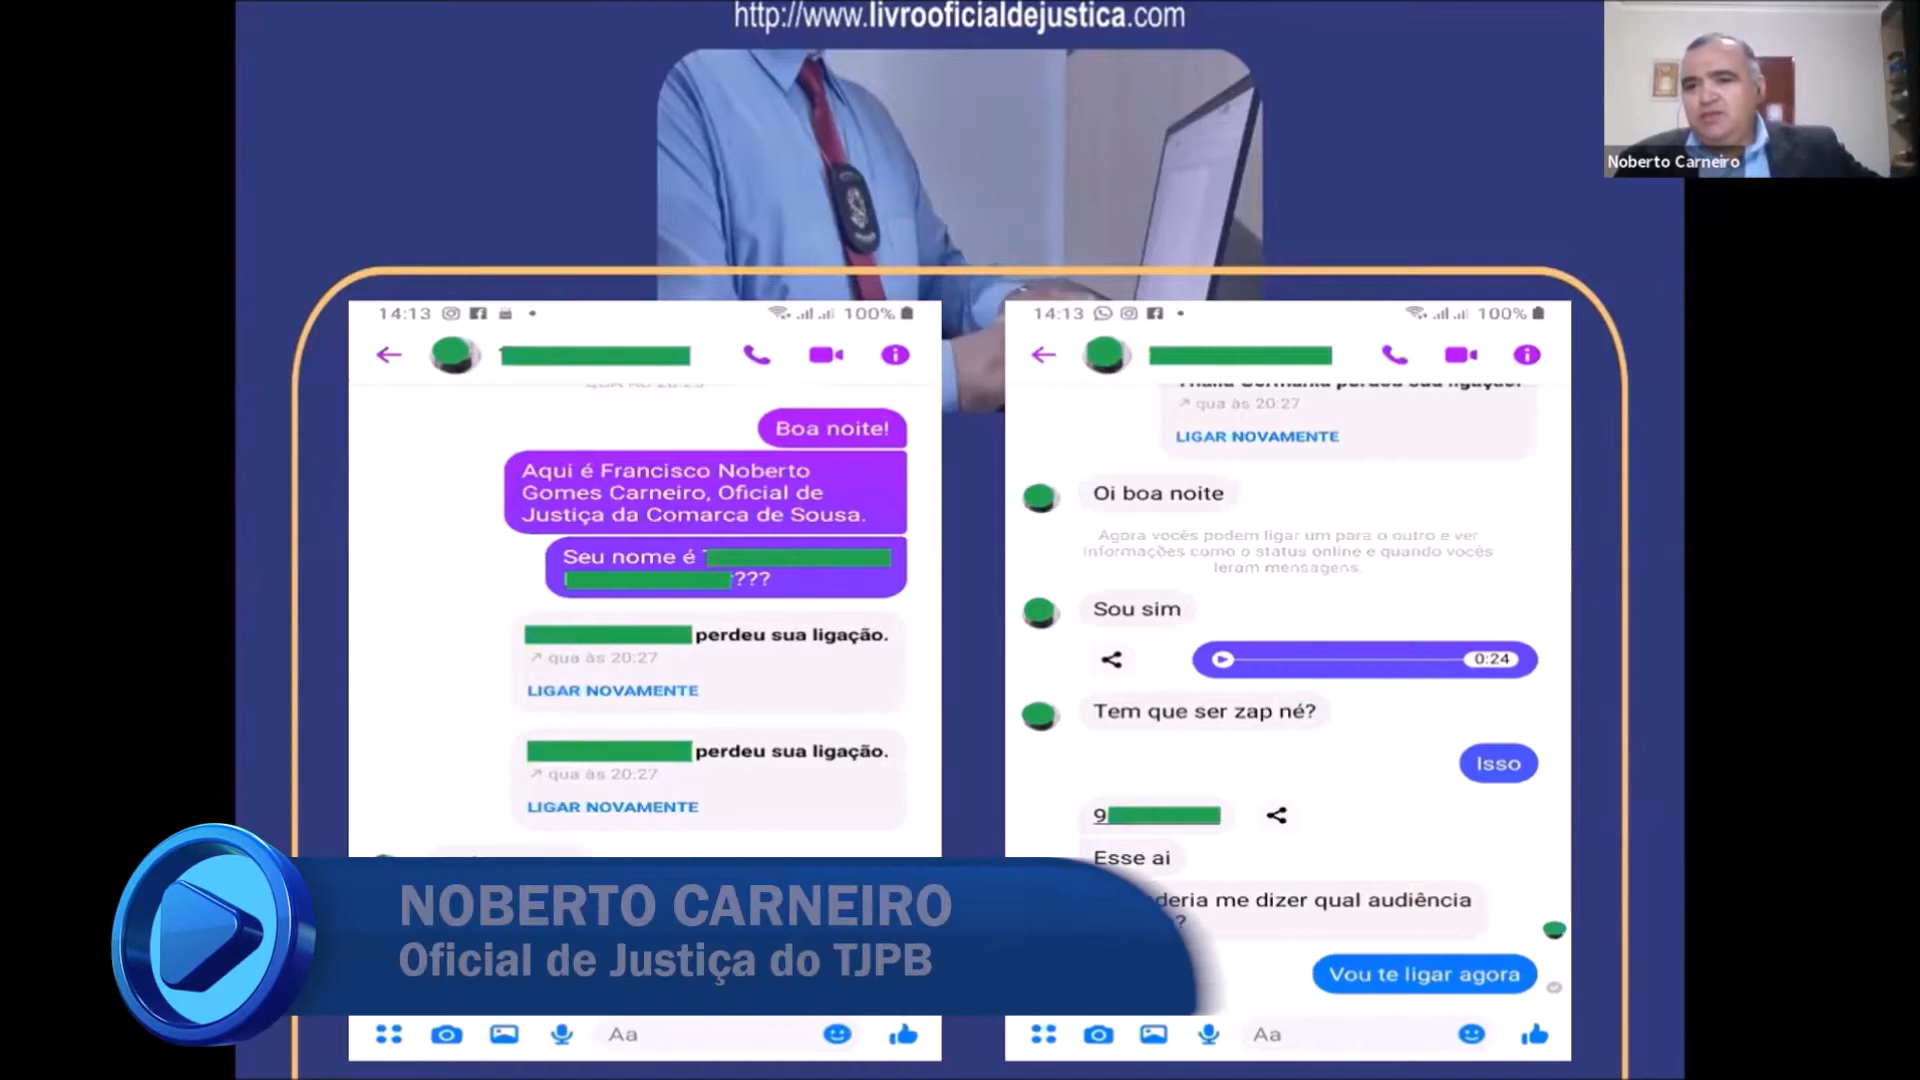 http://www.livrooficialdejustica.com
Noberto Carneiro
14:13
100%
Boa noite!
Aqui é Francisco Noberto
Gomes Carneiro, Oficial de
Justiça da Comarca de Sousa.
Seu nome é
???
perdeu sua ligação.
qua às 20:27
LIGAR NOVAMENTE
perdeu sua ligação.
qua às 20:27
LIGAR NOVAMENTE
Aa
14:13
100%
perdeu sua ligação.
qua às 20:27
LIGAR NOVAMENTE
Oi boa noite
Agora vocês podem ligar um para o outro e ver
informações como o status online e quando vocês
leram mensagens.
Sou sim
0:24
Tem que ser zap né?
Isso
9
Esse ai
me dizer qual audiência
?
Vou te ligar agora
Aa
NOBERTO CARNEIRO
Oficial de Justiça do TJPB